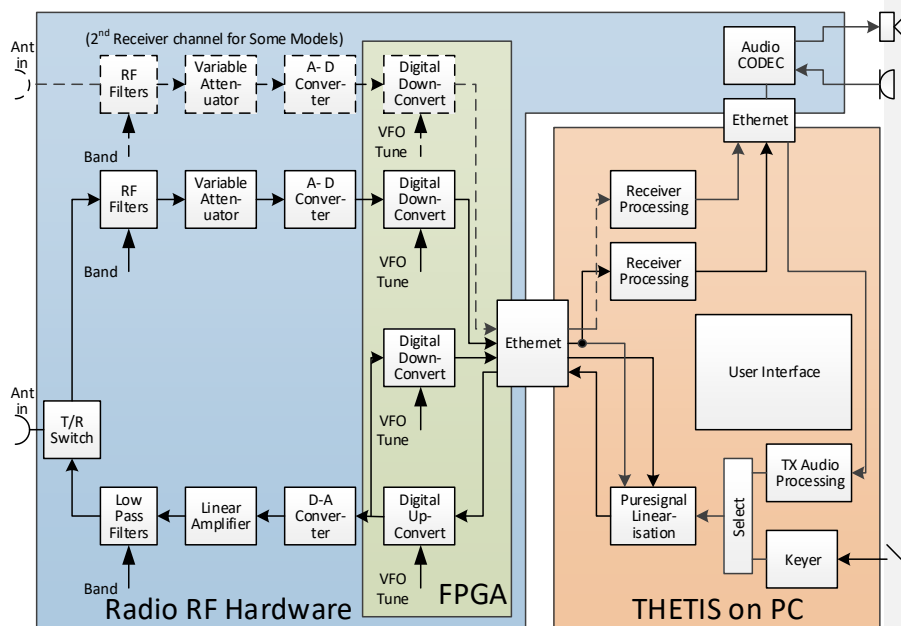 Ant
in
(2nd Receiver channel for Some Models)
RF
Filters
Variable
Atten-
uator
A- D
Conver-
ter
Digital
Down-
Convert
Audio
CODEC
Ethernet
Band
VFO
Tune
RF
Filters
Variable
Atten-
uator
A- D
Conver-
ter
Digital
Down-
Convert
Receiver
Processing
Band
VFO
Tune
Receiver
Processing
Digital
Down-
Convert
Ethernet
User Interface
Ant
in
T/R
Switch
VFO
Tune
TX Audio
Processing
Low
Pass
Filters
Linear
Amplifier
D-A
Conver-
ter
Digital
Up-
Convert
Puresignal
Linear-
isation
Select
Keyer
Band
VFO
Tune
Radio RF Hardware
FPGA
THETIS on PC